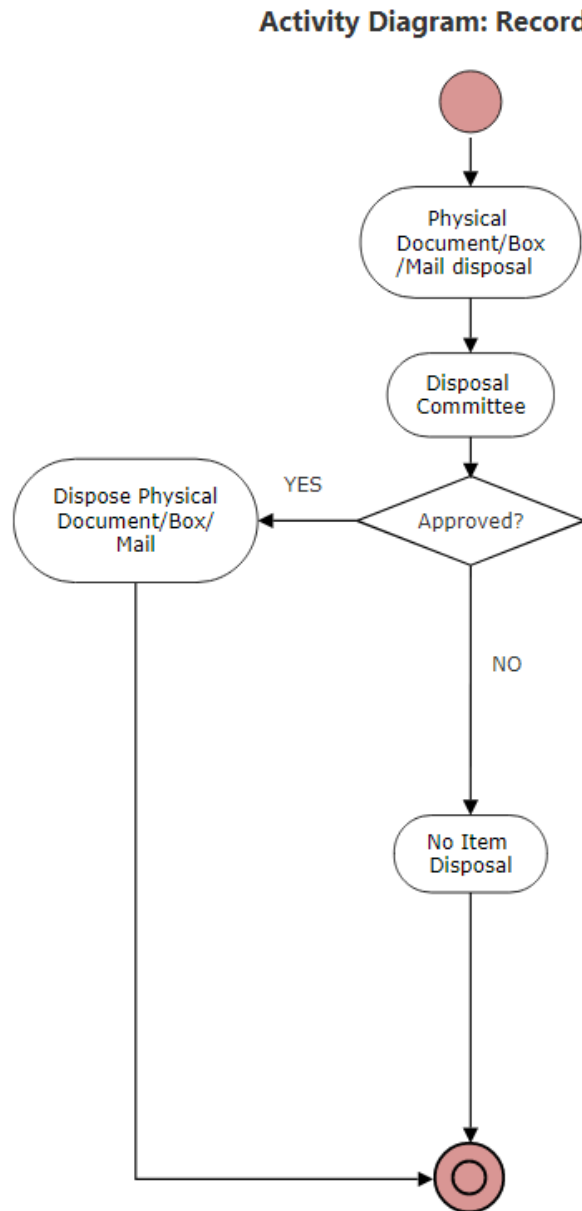 Activity Diagram: Record
Physical
Document/Box
/Mail disposal
Disposal
Committee
YES
Dispose Physical
Document/Box/
Mail
Approved?
NO
No Item
Disposal